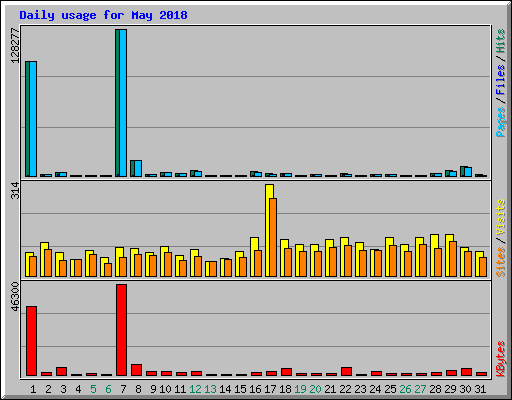 Daily usage for May 2018
128277
Pages / Files / Hits
314
Sites / Visits
46300
KBytes
1 2 3 4 5 6 7 8 9 10 11 12 13 14 15 16 17 18 19 20 21 22 23 24 25 26 27 28 29 30 31